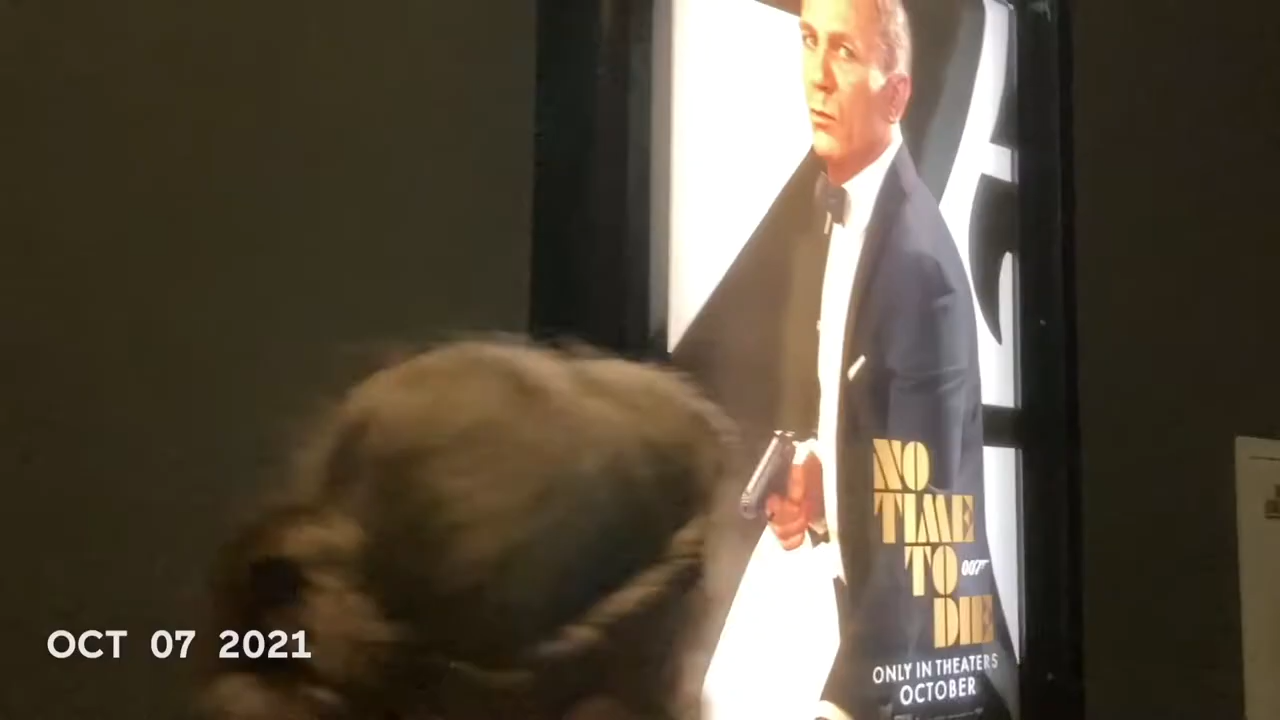 NO
TIME
TO
007
DIE
ONLY IN THEATERS
OCTOBER
OCT 07 2021